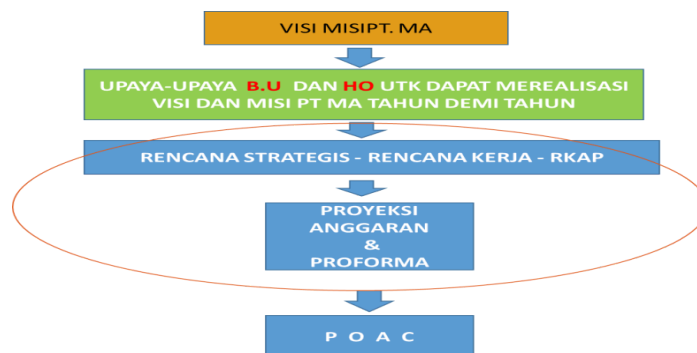 VISI MISIPT. MA
UPAYA-UPAYA B.U DAN HO UTK DAPAT MEREALISASI
VISI DAN MISI PT MA TAHUN DEMI TAHUN
RENCANA STRATEGIS - RENCANA KERJA - RKAP
PROYEKSI
ANGGARAN
&
PROFORMA
P O A C